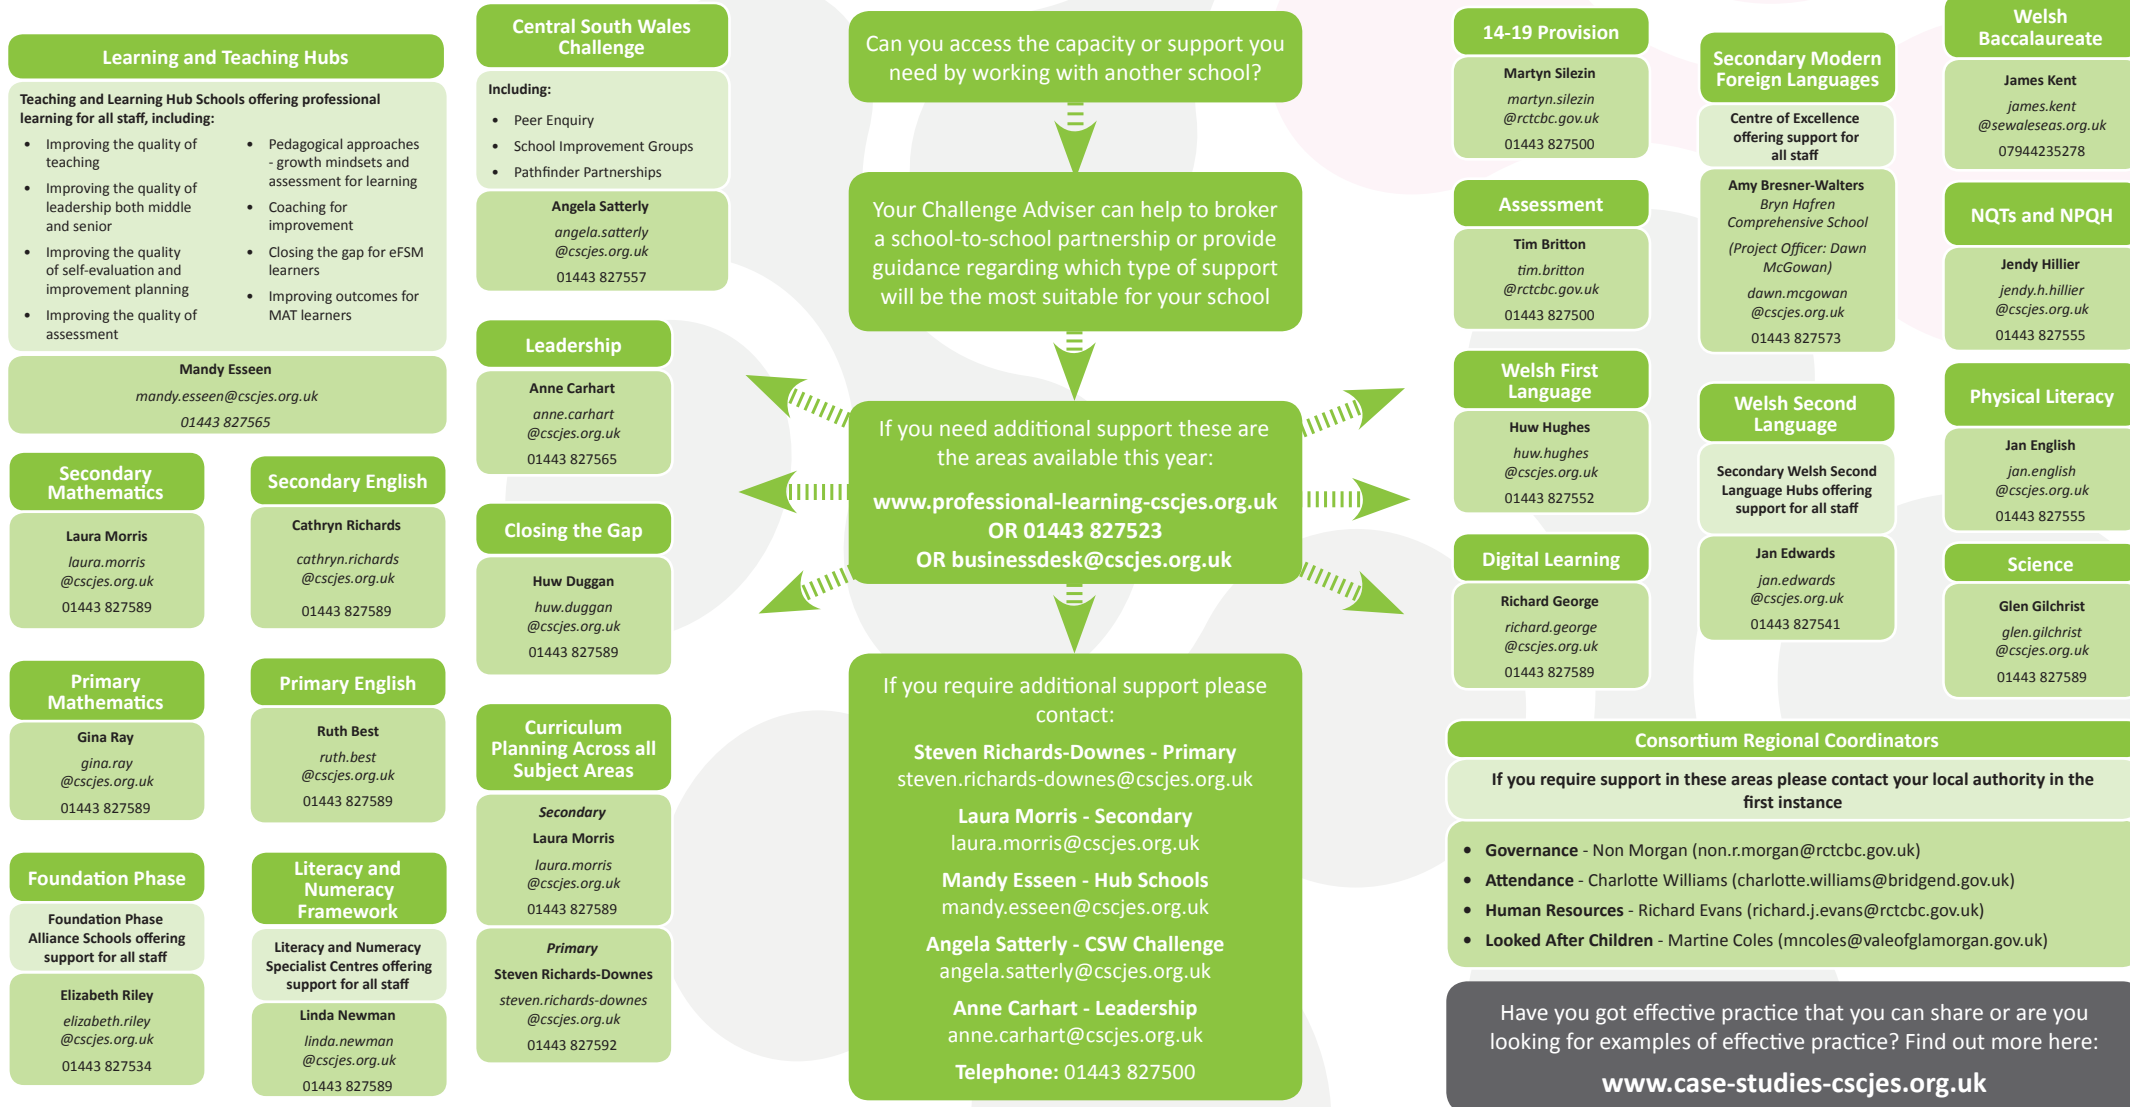 Learning and Teaching Hubs
Teaching and Learning Hub Schools offering professional
learning for all staff, including:
• Improving the quality of
teaching
• Improving the quality of
leadership both middle
and senior
• Improving the quality
of self-evaluation and
improvement planning
• Improving the quality of
assessment
• Pedagogical approaches
- growth mindsets and
assessment for learning
• Coaching for
improvement
• Closing the gap for eFSM
learners
• Improving outcomes for
MAT learners
Mandy Esseen
mandy.esseen@cscjes.org.uk
01443 827565
Secondary
Mathematics
Laura Morris
laura.morris
@cscjes.org.uk
01443 827589
Secondary English
Cathryn Richards
cathryn.richards
@cscjes.org.uk
01443 827589
Primary
Mathematics
Gina Ray
gina.ray
@cscjes.org.uk
01443 827589
Primary English
Ruth Best
ruth.best
@cscjes.org.uk
01443 827589
Foundation Phase
Foundation Phase
Alliance Schools offering
support for all staff
Elizabeth Riley
elizabeth.riley
@cscjes.org.uk
01443 827534
Literacy and
Numeracy
Framework
Literacy and Numeracy
Specialist Centres offering
support for all staff
Linda Newman
linda.newman
@cscjes.org.uk
01443 827589
Central South Wales
Challenge
Including:
• Peer Enquiry
• School Improvement Groups
• Pathfinder Partnerships
Angela Satterly
angela.satterly
@cscjes.org.uk
01443 827557
Leadership
Anne Carhart
anne.carhart
@cscjes.org.uk
01443 827565
Closing the Gap
Huw Duggan
huw.duggan
@cscjes.org.uk
01443 827589
Curriculum
Planning Across all
Subject Areas
Secondary
Laura Morris
laura.morris
@cscjes.org.uk
01443 827589
Primary
Steven Richards-Downes
steven.richards-downes
@cscjes.org.uk
01443 827592
Can you access the capacity or support you
need by working with another school?
Your Challenge Adviser can help to broker
a school-to-school partnership or provide
guidance regarding which type of support
will be the most suitable for your school
If you need additional support these are
the areas available this year:
www.professional-learning-cscjes.org.uk
OR 01443 827523
OR businessdesk@cscjes.org.uk
If you require additional support please
contact:
Steven Richards-Downes - Primary
steven.richards-downes@cscjes.org.uk
Laura Morris - Secondary
laura.morris@cscjes.org.uk
Mandy Esseen - Hub Schools
mandy.esseen@cscjes.org.uk
Angela Satterly - CSW Challenge
angela.satterly@cscjes.org.uk
Anne Carhart - Leadership
anne.carhart@cscjes.org.uk
Telephone: 01443 827500
14-19 Provision
Martyn Silezin
martyn.silezin
@rctcbc.gov.uk
01443 827500
Assessment
Tim Britton
tim.britton
@rctcbc.gov.uk
01443 827500
Welsh First
Language
Huw Hughes
huw.hughes
@cscjes.org.uk
01443 827552
Digital Learning
Richard George
richard.george
@cscjes.org.uk
01443 827589
Secondary Modern
Foreign Languages
Centre of Excellence
offering support for
all staff
Amy Bresner-Walters
Bryn Hafren
Comprehensive School
(Project Officer: Dawn
McGowan)
dawn.mcgowan
@cscjes.org.uk
01443 827573
Welsh Second
Language
Secondary Welsh Second
Language Hubs offering
support for all staff
Jan Edwards
jan.edwards
@cscjes.org.uk
01443 827541
Welsh
Baccalaureate
James Kent
james.kent
@sewaleseas.org.uk
07944235278
NQTs and NPQH
Jendy Hillier
jendy.h.hillier
@cscjes.org.uk
01443 827555
Physical Literacy
Jan English
jan.english
@cscjes.org.uk
01443 827555
Science
Glen Gilchrist
glen.gilchrist
@cscjes.org.uk
01443 827589
Consortium Regional Coordinators
If you require support in these areas please contact your local authority in the
first instance
• Governance - Non Morgan (non.r.morgan@rctcbc.gov.uk)
• Attendance - Charlotte Williams (charlotte.williams@bridgend.gov.uk)
• Human Resources - Richard Evans (richard.j.evans@rctcbc.gov.uk)
• Looked After Children - Martine Coles (mncoles@valeofglamorgan.gov.uk)
Have you got effective practice that you can share or are you
looking for examples of effective practice? Find out more here:
www.case-studies-cscjes.org.uk